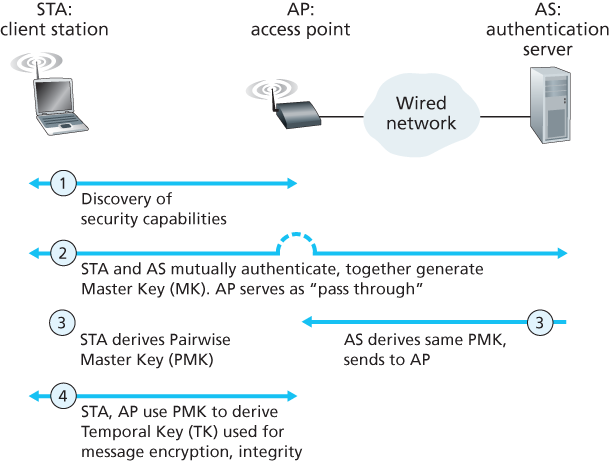 STA:
client station
AP:
access point
AS:
authentication
server
Wired
network
1
Discovery of
security capabilities
2
STA and AS mutually authenticate, together generate
Master Key (MK). AP serves as “pass through”
3
STA derives Pairwise
Master Key (PMK)
3
AS derives same PMK,
sends to AP
4
STA, AP use PMK to derive
Temporal Key (TK) used for
message encryption, integrity